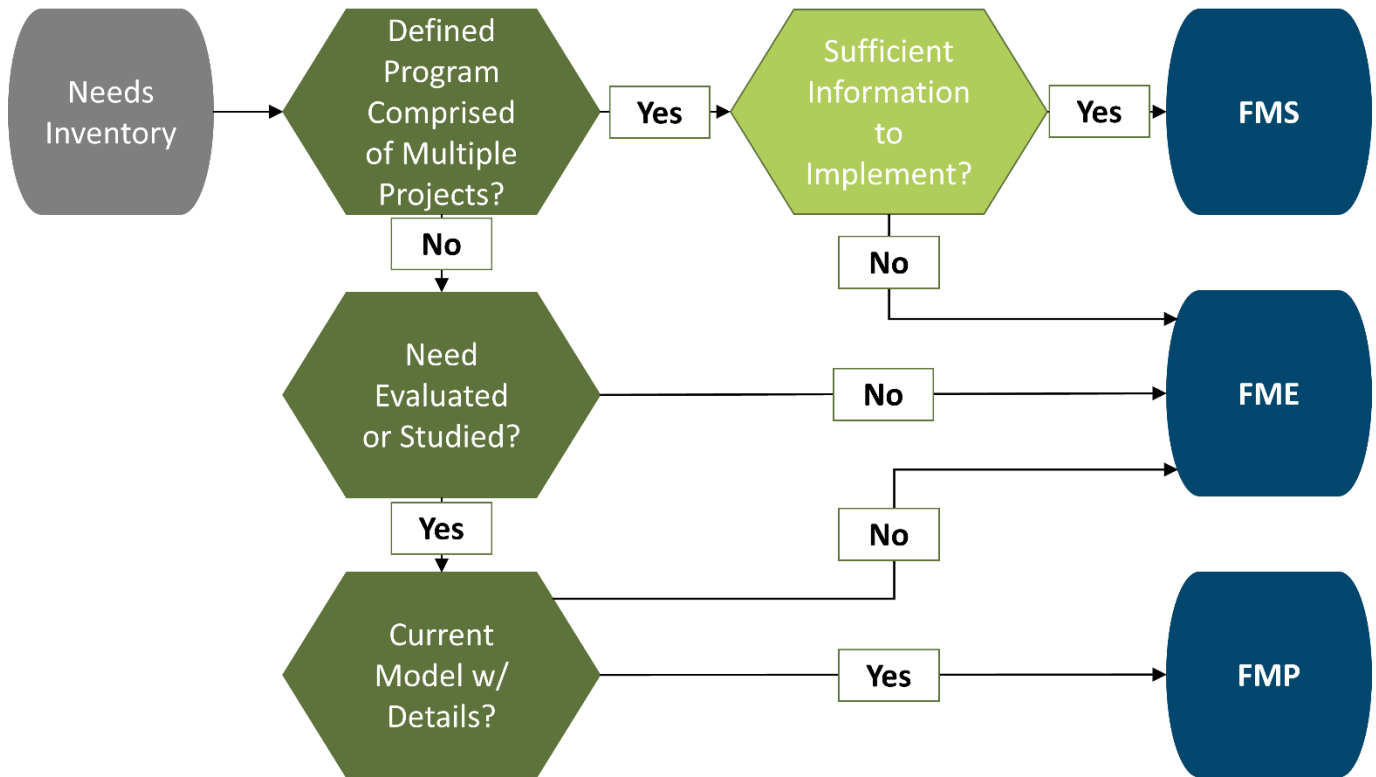 Needs
Inventory
Defined
Program
Comprised
of Multiple
Projects?
Yes
Sufficient
Information
to
Implement?
Yes
FMS
No
No
Need
Evaluated
or Studied?
No
FME
Yes
No
Current
Model w/
Details?
Yes
FMP